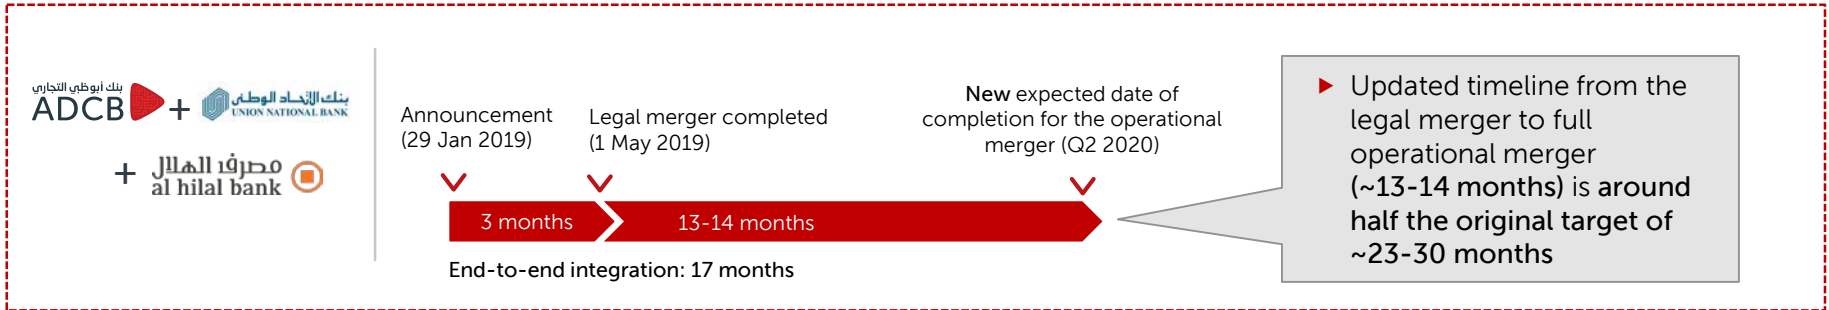 بنك أبوظبي التجاري
ADCB
+
بنك الإتحاد الوطني
UNION NATIONAL BANK
+
مصرف الهلال
al hilal bank
Announcement
(29 Jan 2019)
Legal merger completed
(1 May 2019)
New expected date of
completion for the operational
merger (Q2 2020)
3 months
13-14 months
End-to-end integration: 17 months
Updated timeline from the
legal merger to full
operational merger
(~13-14 months) is around
half the original target of
~23-30 months